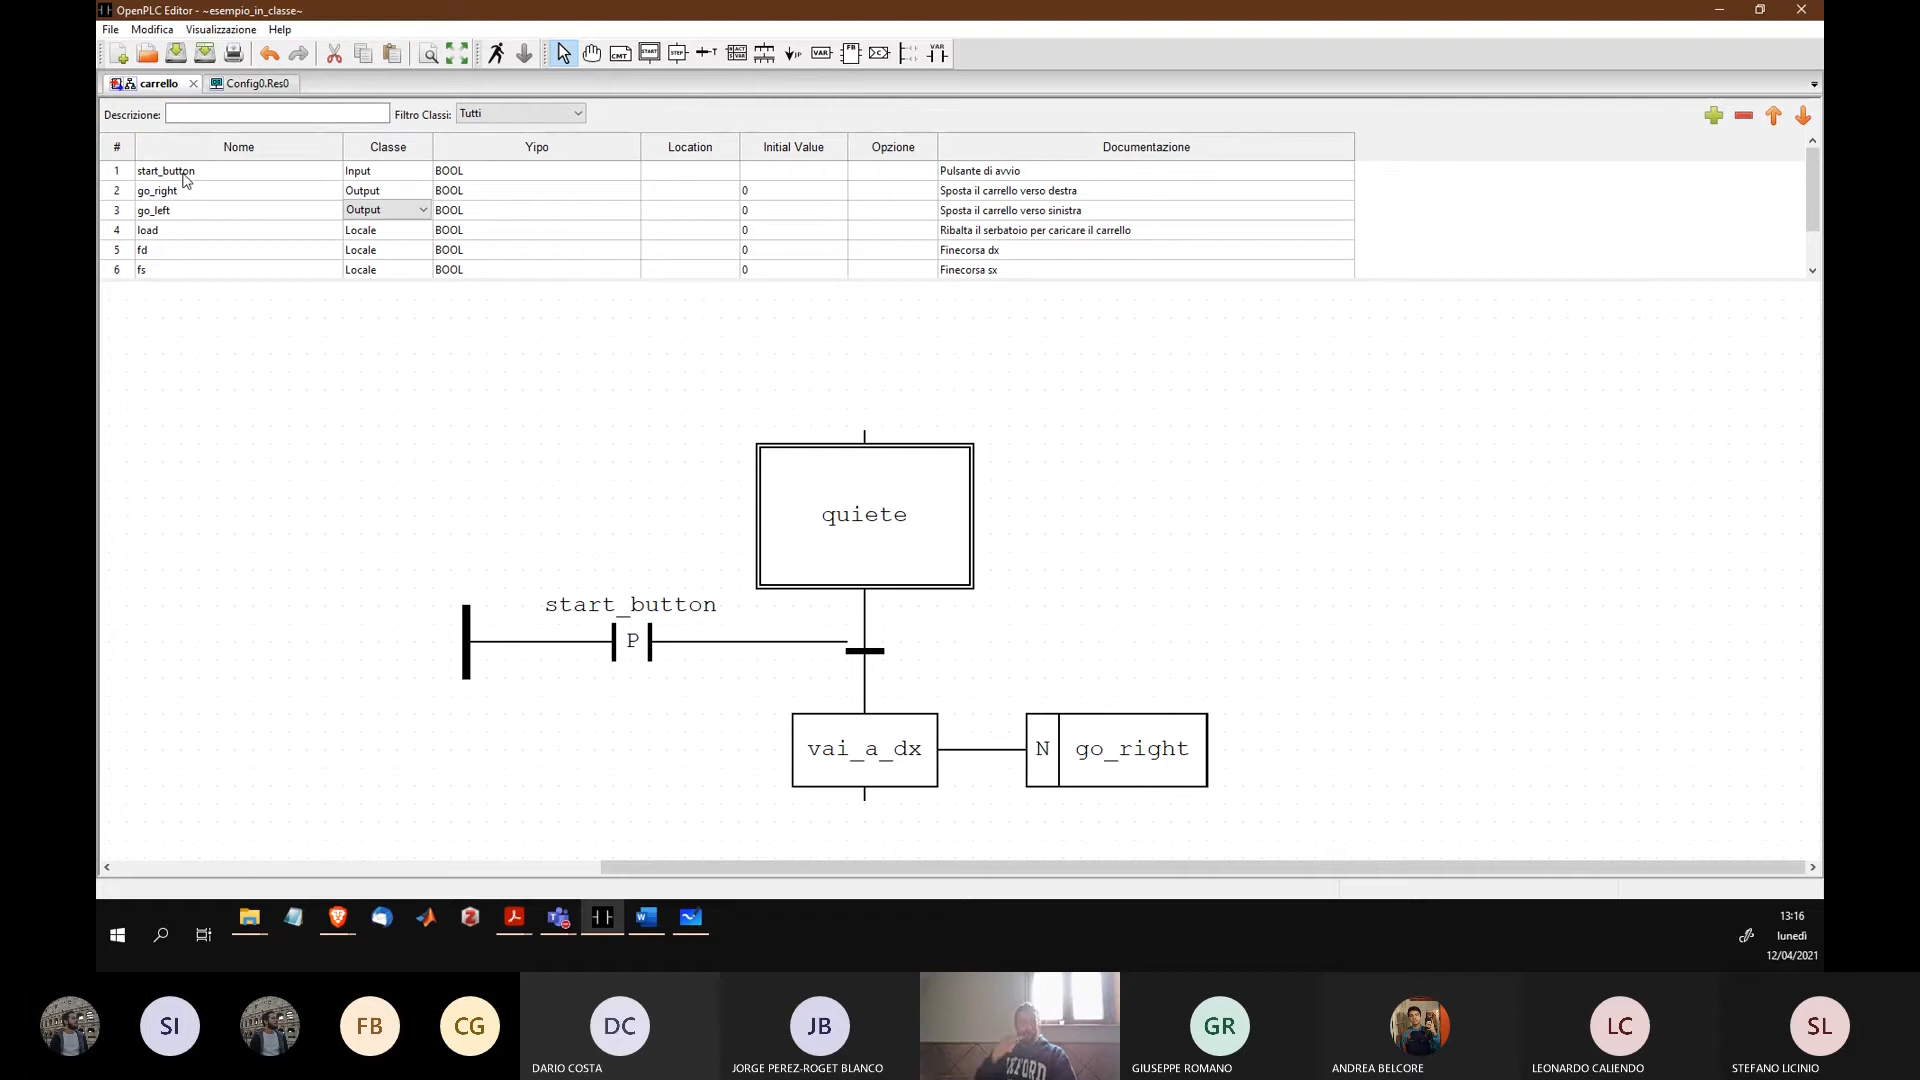 OpenPLC Editor - ~esempio_in_classe~
File Modifica Visualizzazione Help
carrello Config0.Res0
Descrizione: Filtro Classi: Tutti
# Nome Classe Yipo Location Initial Value Opzione Documentazione
1 start_button Input BOOL Pulsante di avvio
2 go_right Output BOOL 0 Sposta il carrello verso destra
3 go_left Output BOOL 0 Sposta il carrello verso sinistra
4 load Locale BOOL 0 Ribalta il serbatoio per caricare il carrello
5 fd Locale BOOL 0 Finecorsa dx
6 fs Locale BOOL 0 Finecorsa sx
quiete
start_button
P
vai_a_dx N go_right
13:16
lunedì
12/04/2021
SI FB CG DC JB GR LC SL
DARIO COSTA JORGE PEREZ-ROGET BLANCO GIUSEPPE ROMANO ANDREA BELCORE LEONARDO CALIENDO STEFANO LICINIO